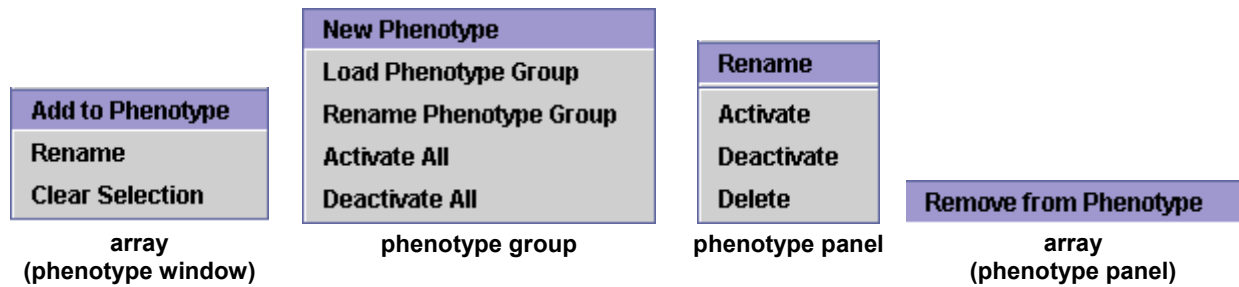 Add to Phenotype
Rename
Clear Selection
array
(phenotype window)
New Phenotype
Load Phenotype Group
Rename Phenotype Group
Activate All
Deactivate All
phenotype group
Rename
Activate
Deactivate
Delete
phenotype panel
Remove from Phenotype
array
(phenotype panel)